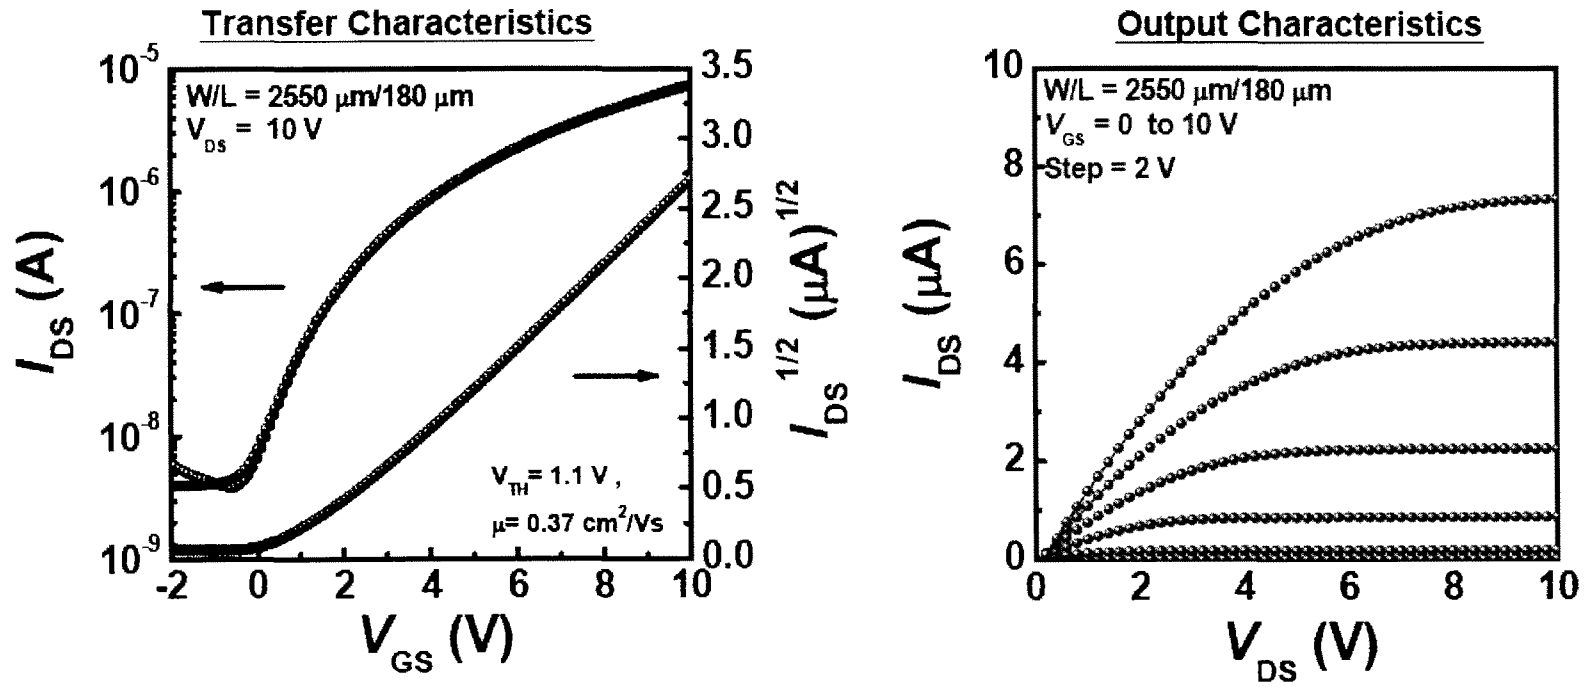 Transfer Characteristics
W/L = 2550 μm/180 μm
V_DS = 10 V
10^-5
10^-6
10^-7
10^-8
10^-9
I_DS (A)
3.5
3.0
2.5
2.0
1.5
1.0
0.5
0.0
I_DS^1/2 (μA)^1/2
V_TH= 1.1 V ,
μ= 0.37 cm^2/Vs
-2 0 2 4 6 8 10
V_GS (V)
Output Characteristics
W/L = 2550 μm/180 μm
V_GS = 0 to 10 V
Step = 2 V
10
8
6
4
2
0
I_DS (μA)
0 2 4 6 8 10
V_DS (V)